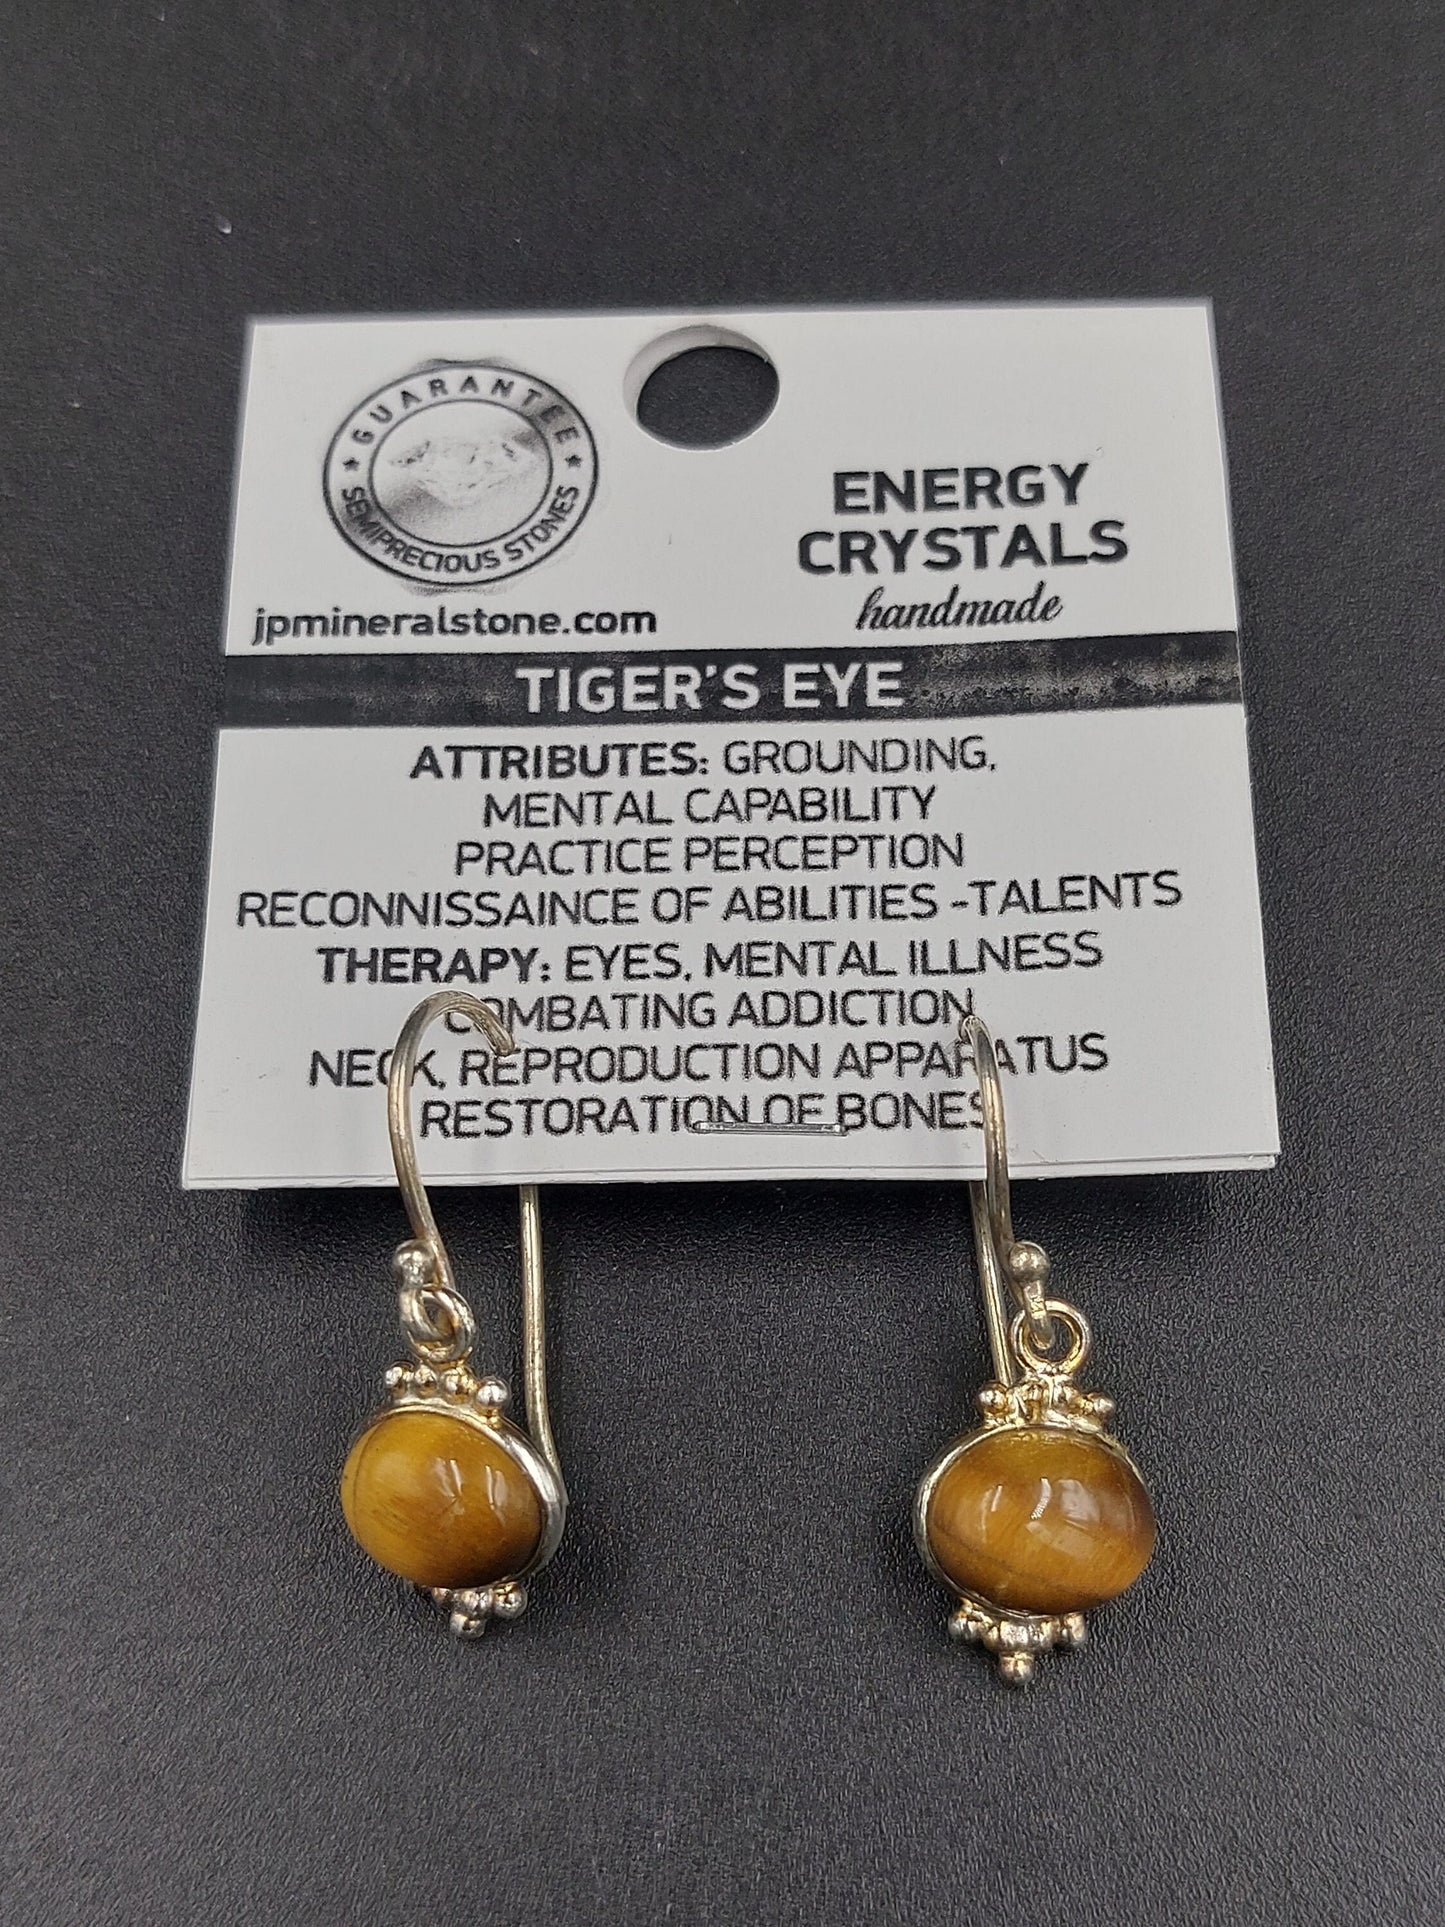 GUARANTEE
SEMIPRECIOUS STONES
jpmineralstone.com
ENERGY
CRYSTALS
handmade
TIGER'S EYE
ATTRIBUTES: GROUNDING,
MENTAL CAPABILITY
PRACTICE PERCEPTION
RECONNISSAINCE OF ABILITIES -TALENTS
THERAPY: EYES, MENTAL ILLNESS
COMBATING ADDICTION
NECK, REPRODUCTION APPARATUS
RESTORATION OF BONES